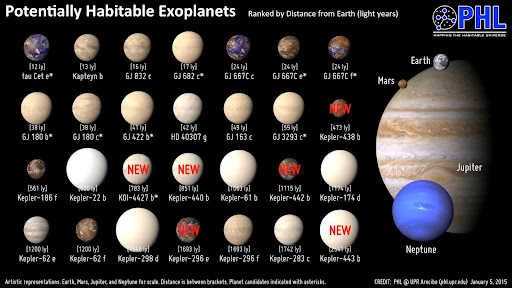 Potentially Habitable Exoplanets Ranked by Distance from Earth (light years)
PHL
MAPPING THE HABITABLE UNIVERSE
Earth
Mars
Jupiter
Neptune
[12 ly] [13 ly] [16 ly] [17 ly] [24 ly] [24 ly] [24 ly]
tau Cet e* Kapteyn b GJ 832 c GJ 682 c* GJ 667C c GJ 667C e* GJ 667C f*
NEW
[38 ly] [38 ly] [41 ly] [42 ly] [49 ly] [59 ly] [473 ly]
GJ 180 b* GJ 180 c* GJ 422 b* HD 40307 g GJ 163 c GJ 3293 c* Kepler-438 b
NEW NEW NEW
[561 ly] [783 ly] [851 ly] [1115 ly]
Kepler-186 f Kepler-22 b KOI-4427 b* Kepler-440 b Kepler-61 b Kepler-442 b Kepler-174 d
NEW NEW
[1200 ly] [1200 ly] [1693 ly] [1693 ly] [1742 ly]
Kepler-62 e Kepler-62 f Kepler-298 d Kepler-296 e Kepler-296 f Kepler-283 c Kepler-443 b
Artistic representations. Earth, Mars, Jupiter, and Neptune for scale. Distance is between brackets. Planet candidates indicated with asterisks. CREDIT: PHL @ UPR Arecibo (phl.upr.edu) January 5, 2015